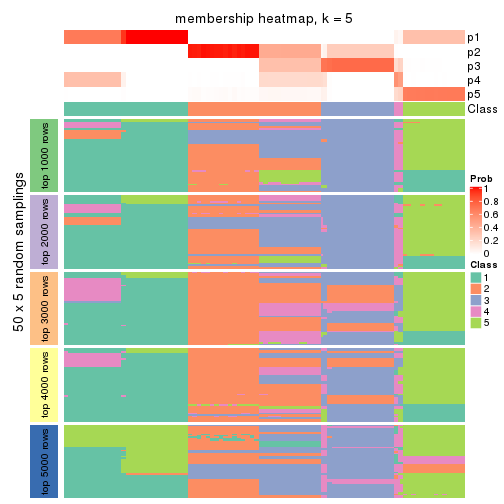 membership heatmap, k = 5
p1
p2
p3
p4
p5
Class
50 x 5 random samplings
top 1000 rows
top 2000 rows
top 3000 rows
top 4000 rows
top 5000 rows
Prob
1
0.8
0.6
0.4
0.2
0
Class
1
2
3
4
5